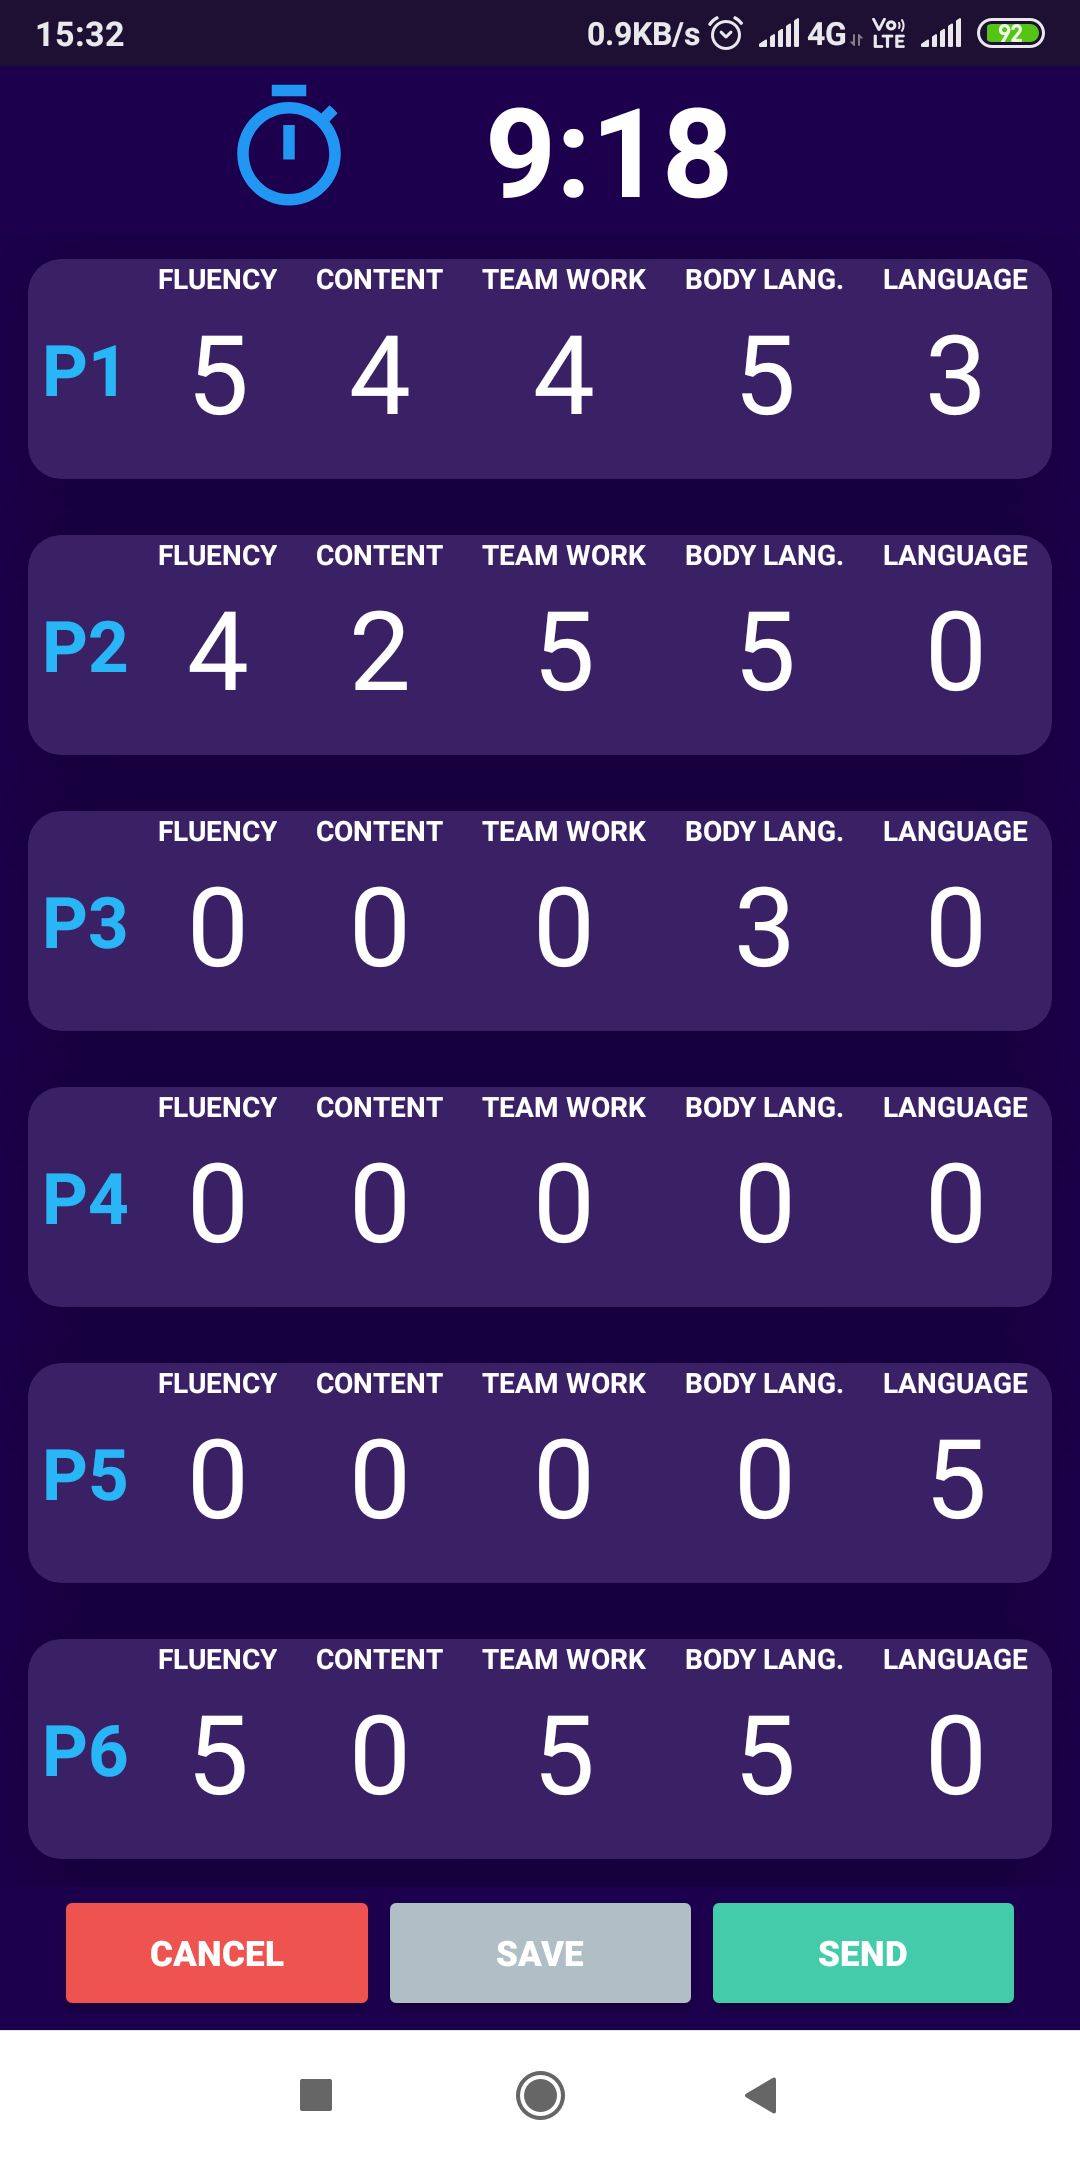 15:32 0.9KB/s 4G Vo LTE 92
9:18
FLUENCY CONTENT TEAM WORK BODY LANG. LANGUAGE
P1 5 4 4 5 3
FLUENCY CONTENT TEAM WORK BODY LANG. LANGUAGE
P2 4 2 5 5 0
FLUENCY CONTENT TEAM WORK BODY LANG. LANGUAGE
P3 0 0 0 3 0
FLUENCY CONTENT TEAM WORK BODY LANG. LANGUAGE
P4 0 0 0 0 0
FLUENCY CONTENT TEAM WORK BODY LANG. LANGUAGE
P5 0 0 0 0 5
FLUENCY CONTENT TEAM WORK BODY LANG. LANGUAGE
P6 5 0 5 5 0
CANCEL SAVE SEND